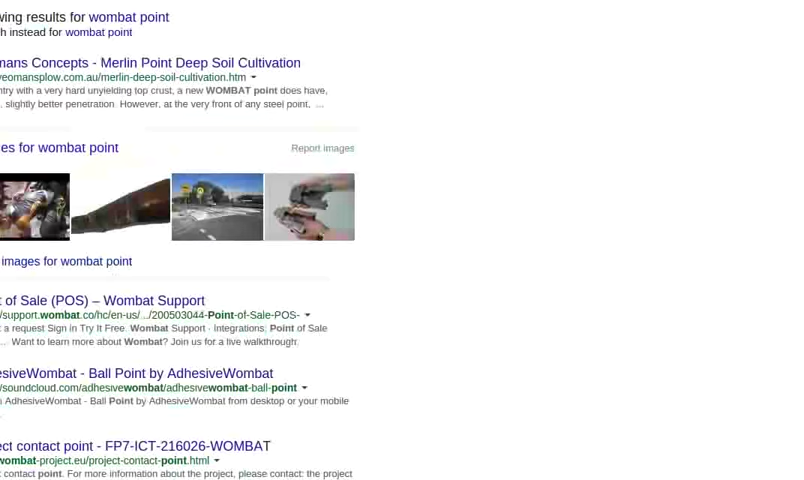 wing results for wombat point
h instead for wombat point
mans Concepts - Merlin Point Deep Soil Cultivation
yeomansplow.com.au/merlin-deep-soil-cultivation.htm
ntry with a very hard unyielding top crust, a new WOMBAT point does have,
. slightly better penetration. However, at the very front of any steel point, ...
es for wombat point
Report images
images for wombat point
t of Sale (POS) – Wombat Support
/support.wombat.co/hc/en-us/.../200503044-Point-of-Sale-POS-
t a request Sign in Try It Free. Wombat Support · Integrations; Point of Sale
... Want to learn more about Wombat? Join us for a live walkthrough.
esiveWombat - Ball Point by AdhesiveWombat
/soundcloud.com/adhesivewombat/adhesivewombat-ball-point
AdhesiveWombat - Ball Point by AdhesiveWombat from desktop or your mobile
ect contact point - FP7-ICT-216026-WOMBAT
wombat-project.eu/project-contact-point.html
t contact point. For more information about the project, please contact: the project